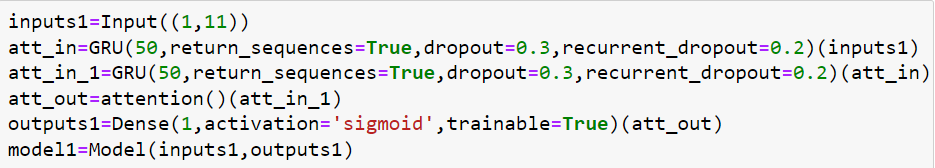 inputs1=Input((1,11))
att_in=GRU(50,return_sequences=True,dropout=0.3,recurrent_dropout=0.2)(inputs1)
att_in_1=GRU(50,return_sequences=True,dropout=0.3,recurrent_dropout=0.2)(att_in)
att_out=attention()(att_in_1)
outputs1=Dense(1,activation='sigmoid',trainable=True)(att_out)
model1=Model(inputs1,outputs1)